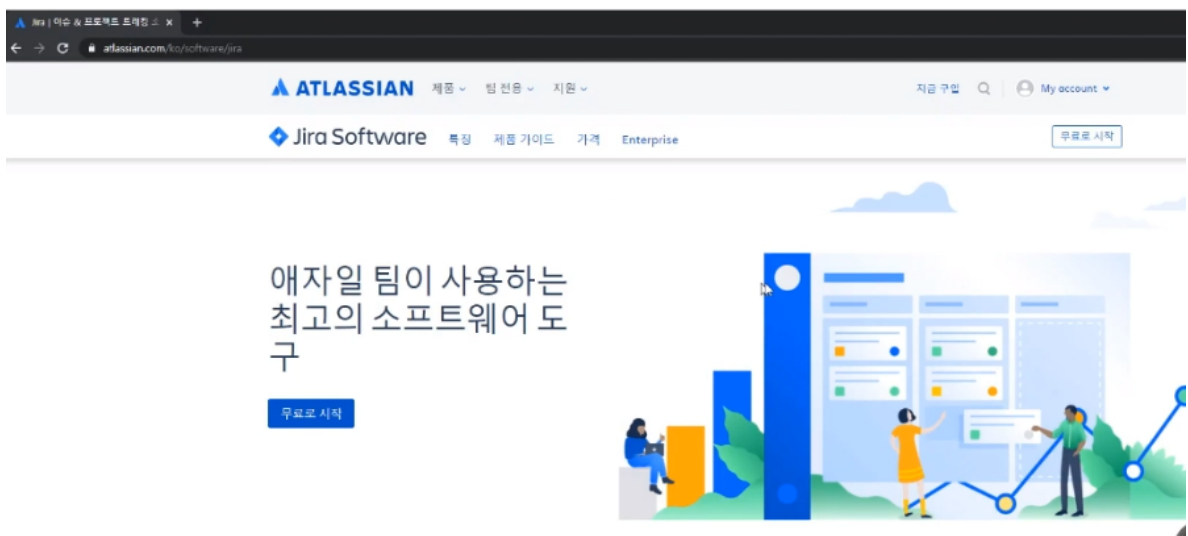 Jira | 이슈 & 프로젝트 트래킹 소
atlassian.com/ko/software/jira
ATLASSIAN 제품 팀 전용 지원 지금 구입 My account
Jira Software 특징 제품 가이드 가격 Enterprise 무료로 시작
애자일 팀이 사용하는
최고의 소프트웨어 도
구
무료로 시작